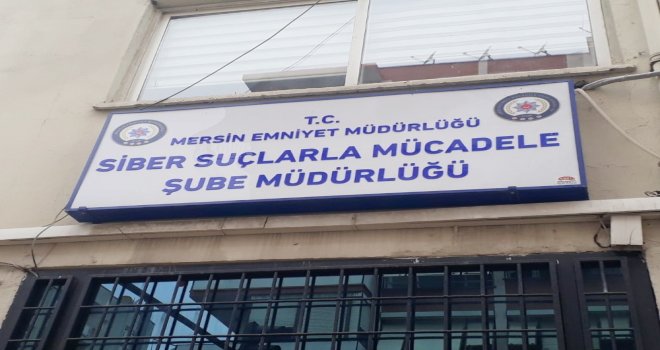 T.C.
MERSİN EMNİYET MÜDÜRLÜĞÜ
SİBER SUÇLARLA MÜCADELE
ŞUBE MÜDÜRLÜĞÜ